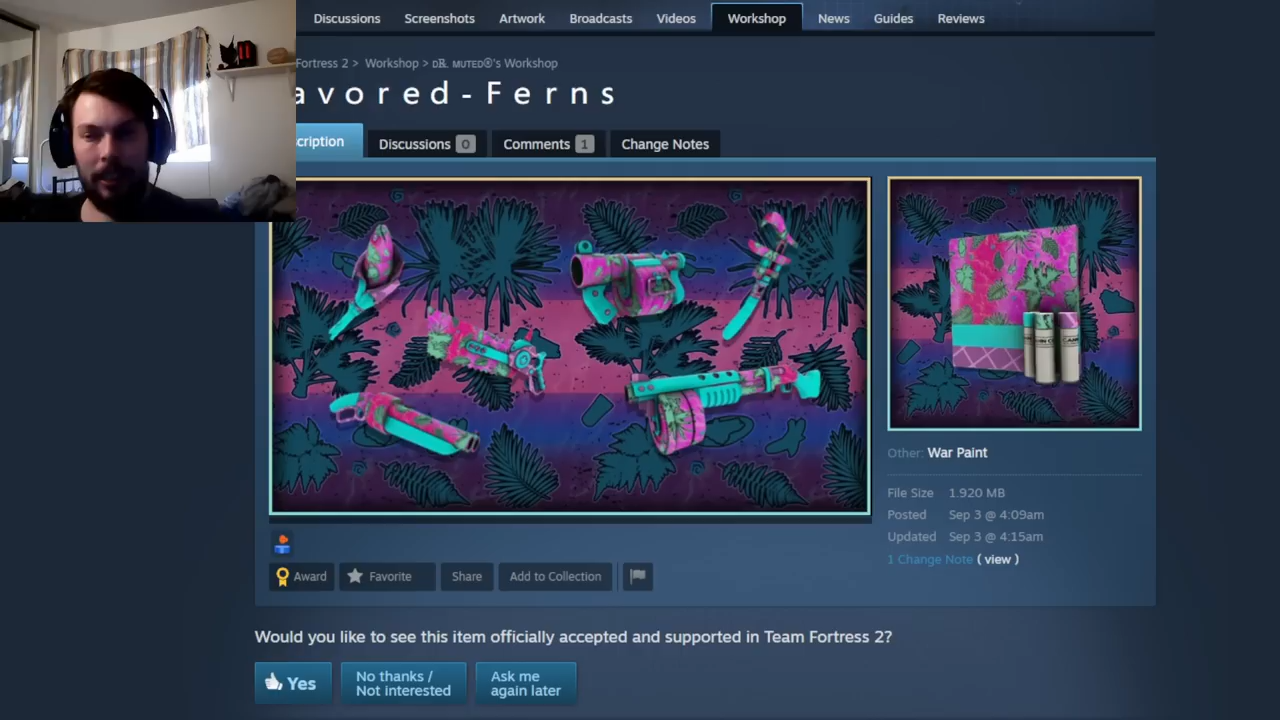 Discussions Screenshots Artwork Broadcasts Videos Workshop News Guides Reviews
Fortress 2 > Workshop > DR. MUTED®'s Workshop
avored-Ferns
cription Discussions 0 Comments 1 Change Notes
Other: War Paint
File Size 1.920 MB
Posted Sep 3 @ 4:09am
Updated Sep 3 @ 4:15am
1 Change Note ( view )
Award Favorite Share Add to Collection
Would you like to see this item officially accepted and supported in Team Fortress 2?
Yes
No thanks /
Not interested
Ask me
again later